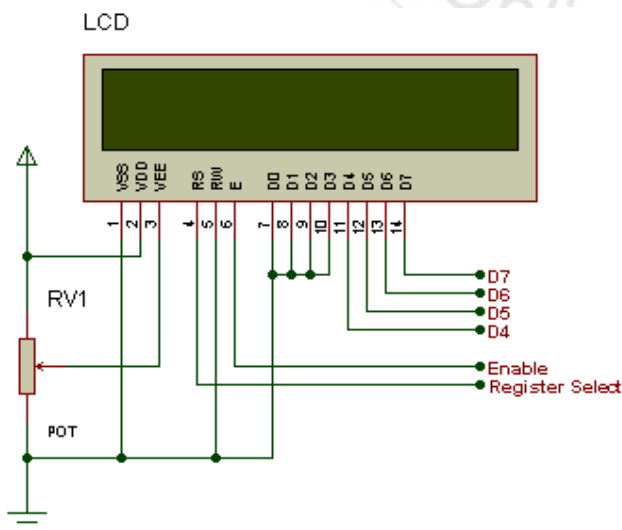 LCD
VSS VDD VEE RS RW E D0 D1 D2 D3 D4 D5 D6 D7
1 2 3 4 5 6 7 8 9 10 11 12 13 14
D7
D6
RV1
D5
D4
Enable
Register Select
POT